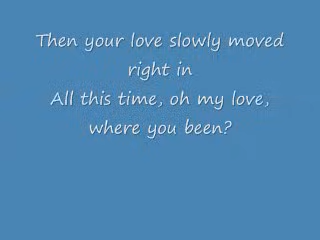 Then your love slowly moved
right in
All this time, oh my love,
where you been?